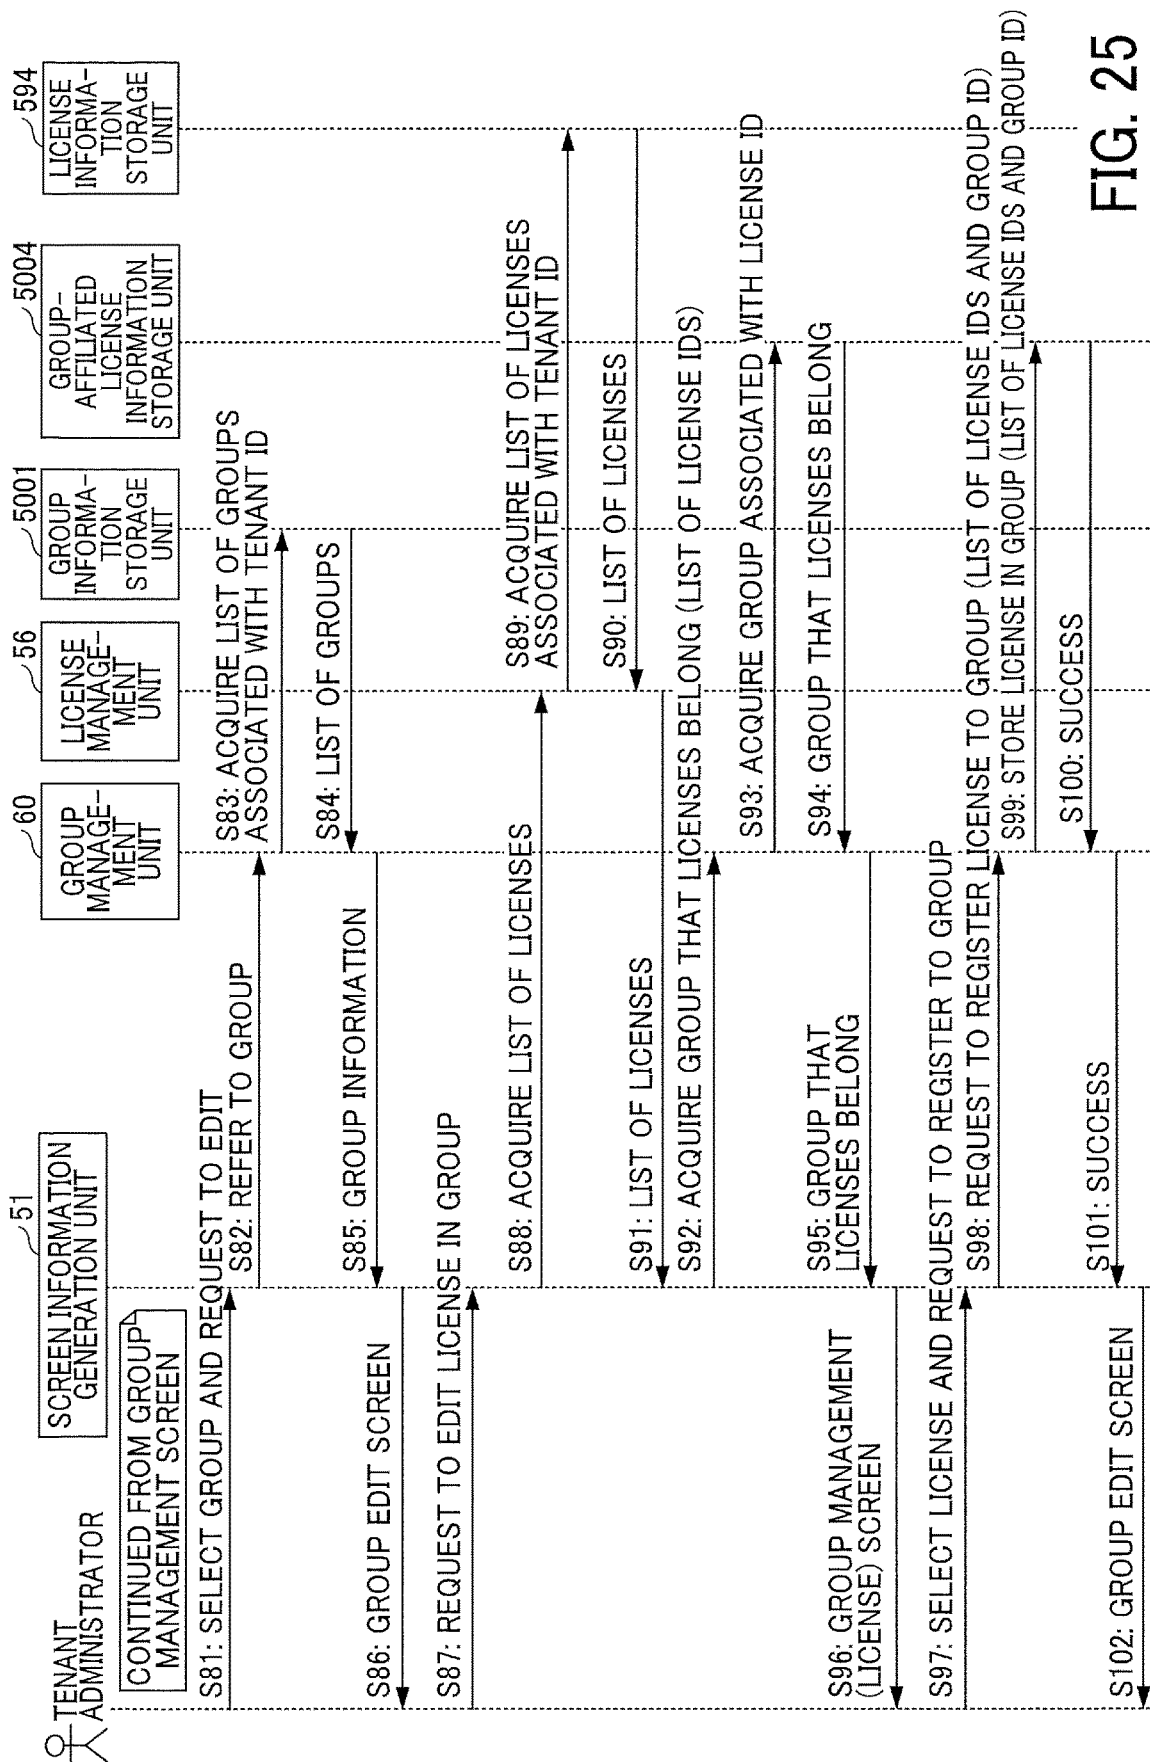 TENANT
ADMINISTRATOR
SCREEN INFORMATION
GENERATION UNIT
51
GROUP
MANAGE-
MENT
UNIT
60
LICENSE
MANAGE-
MENT
UNIT
56
GROUP
INFORMA-
TION
STORAGE
UNIT
5001
GROUP-
AFFILIATED
LICENSE
INFORMATION
STORAGE UNIT
5004
LICENSE
INFORMA-
TION
STORAGE
UNIT
594
CONTINUED FROM GROUP
MANAGEMENT SCREEN
S81: SELECT GROUP AND REQUEST TO EDIT
S82: REFER TO GROUP
S83: ACQUIRE LIST OF GROUPS
ASSOCIATED WITH TENANT ID
S84: LIST OF GROUPS
S85: GROUP INFORMATION
S86: GROUP EDIT SCREEN
S87: REQUEST TO EDIT LICENSE IN GROUP
S88: ACQUIRE LIST OF LICENSES
S89: ACQUIRE LIST OF LICENSES
ASSOCIATED WITH TENANT ID
S90: LIST OF LICENSES
S91: LIST OF LICENSES
S92: ACQUIRE GROUP THAT LICENSES BELONG (LIST OF LICENSE IDS)
S93: ACQUIRE GROUP ASSOCIATED WITH LICENSE ID
S94: GROUP THAT LICENSES BELONG
S95: GROUP THAT
LICENSES BELONG
S96: GROUP MANAGEMENT
(LICENSE) SCREEN
S97: SELECT LICENSE AND REQUEST TO REGISTER TO GROUP
S98: REQUEST TO REGISTER LICENSE TO GROUP (LIST OF LICENSE IDS AND GROUP ID)
S99: STORE LICENSE IN GROUP (LIST OF LICENSE IDS AND GROUP ID)
S100: SUCCESS
S101: SUCCESS
S102: GROUP EDIT SCREEN
FIG. 25